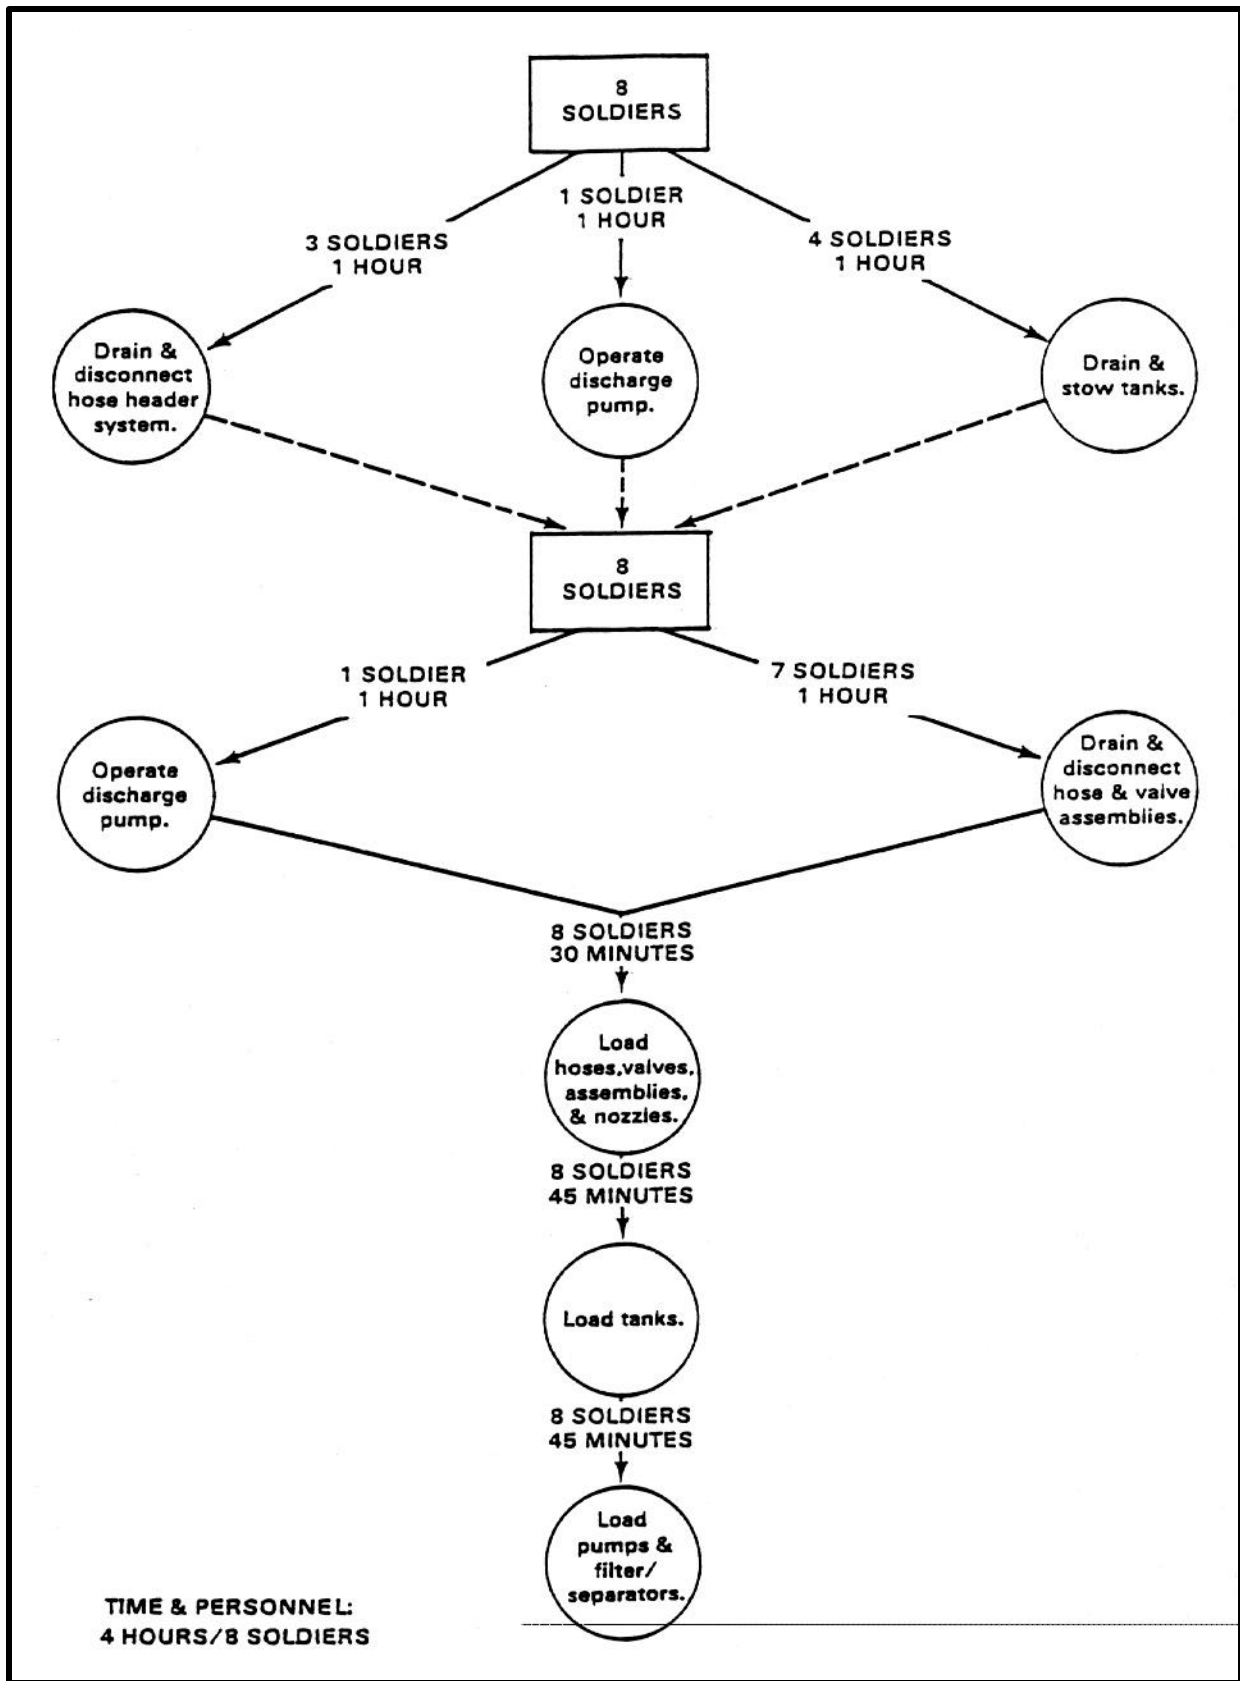 8
SOLDIERS
1 SOLDIER
1 HOUR
3 SOLDIERS
1 HOUR
4 SOLDIERS
1 HOUR
Drain &
disconnect
hose header
system.
Operate
discharge
pump.
Drain &
stow tanks.
8
SOLDIERS
1 SOLDIER
1 HOUR
7 SOLDIERS
1 HOUR
Operate
discharge
pump.
Drain &
disconnect
hose & valve
assemblies.
8 SOLDIERS
30 MINUTES
Load
hoses,valves,
assemblies,
& nozzles.
8 SOLDIERS
45 MINUTES
Load tanks.
8 SOLDIERS
45 MINUTES
Load
pumps &
filter/
separators.
TIME & PERSONNEL:
4 HOURS/8 SOLDIERS